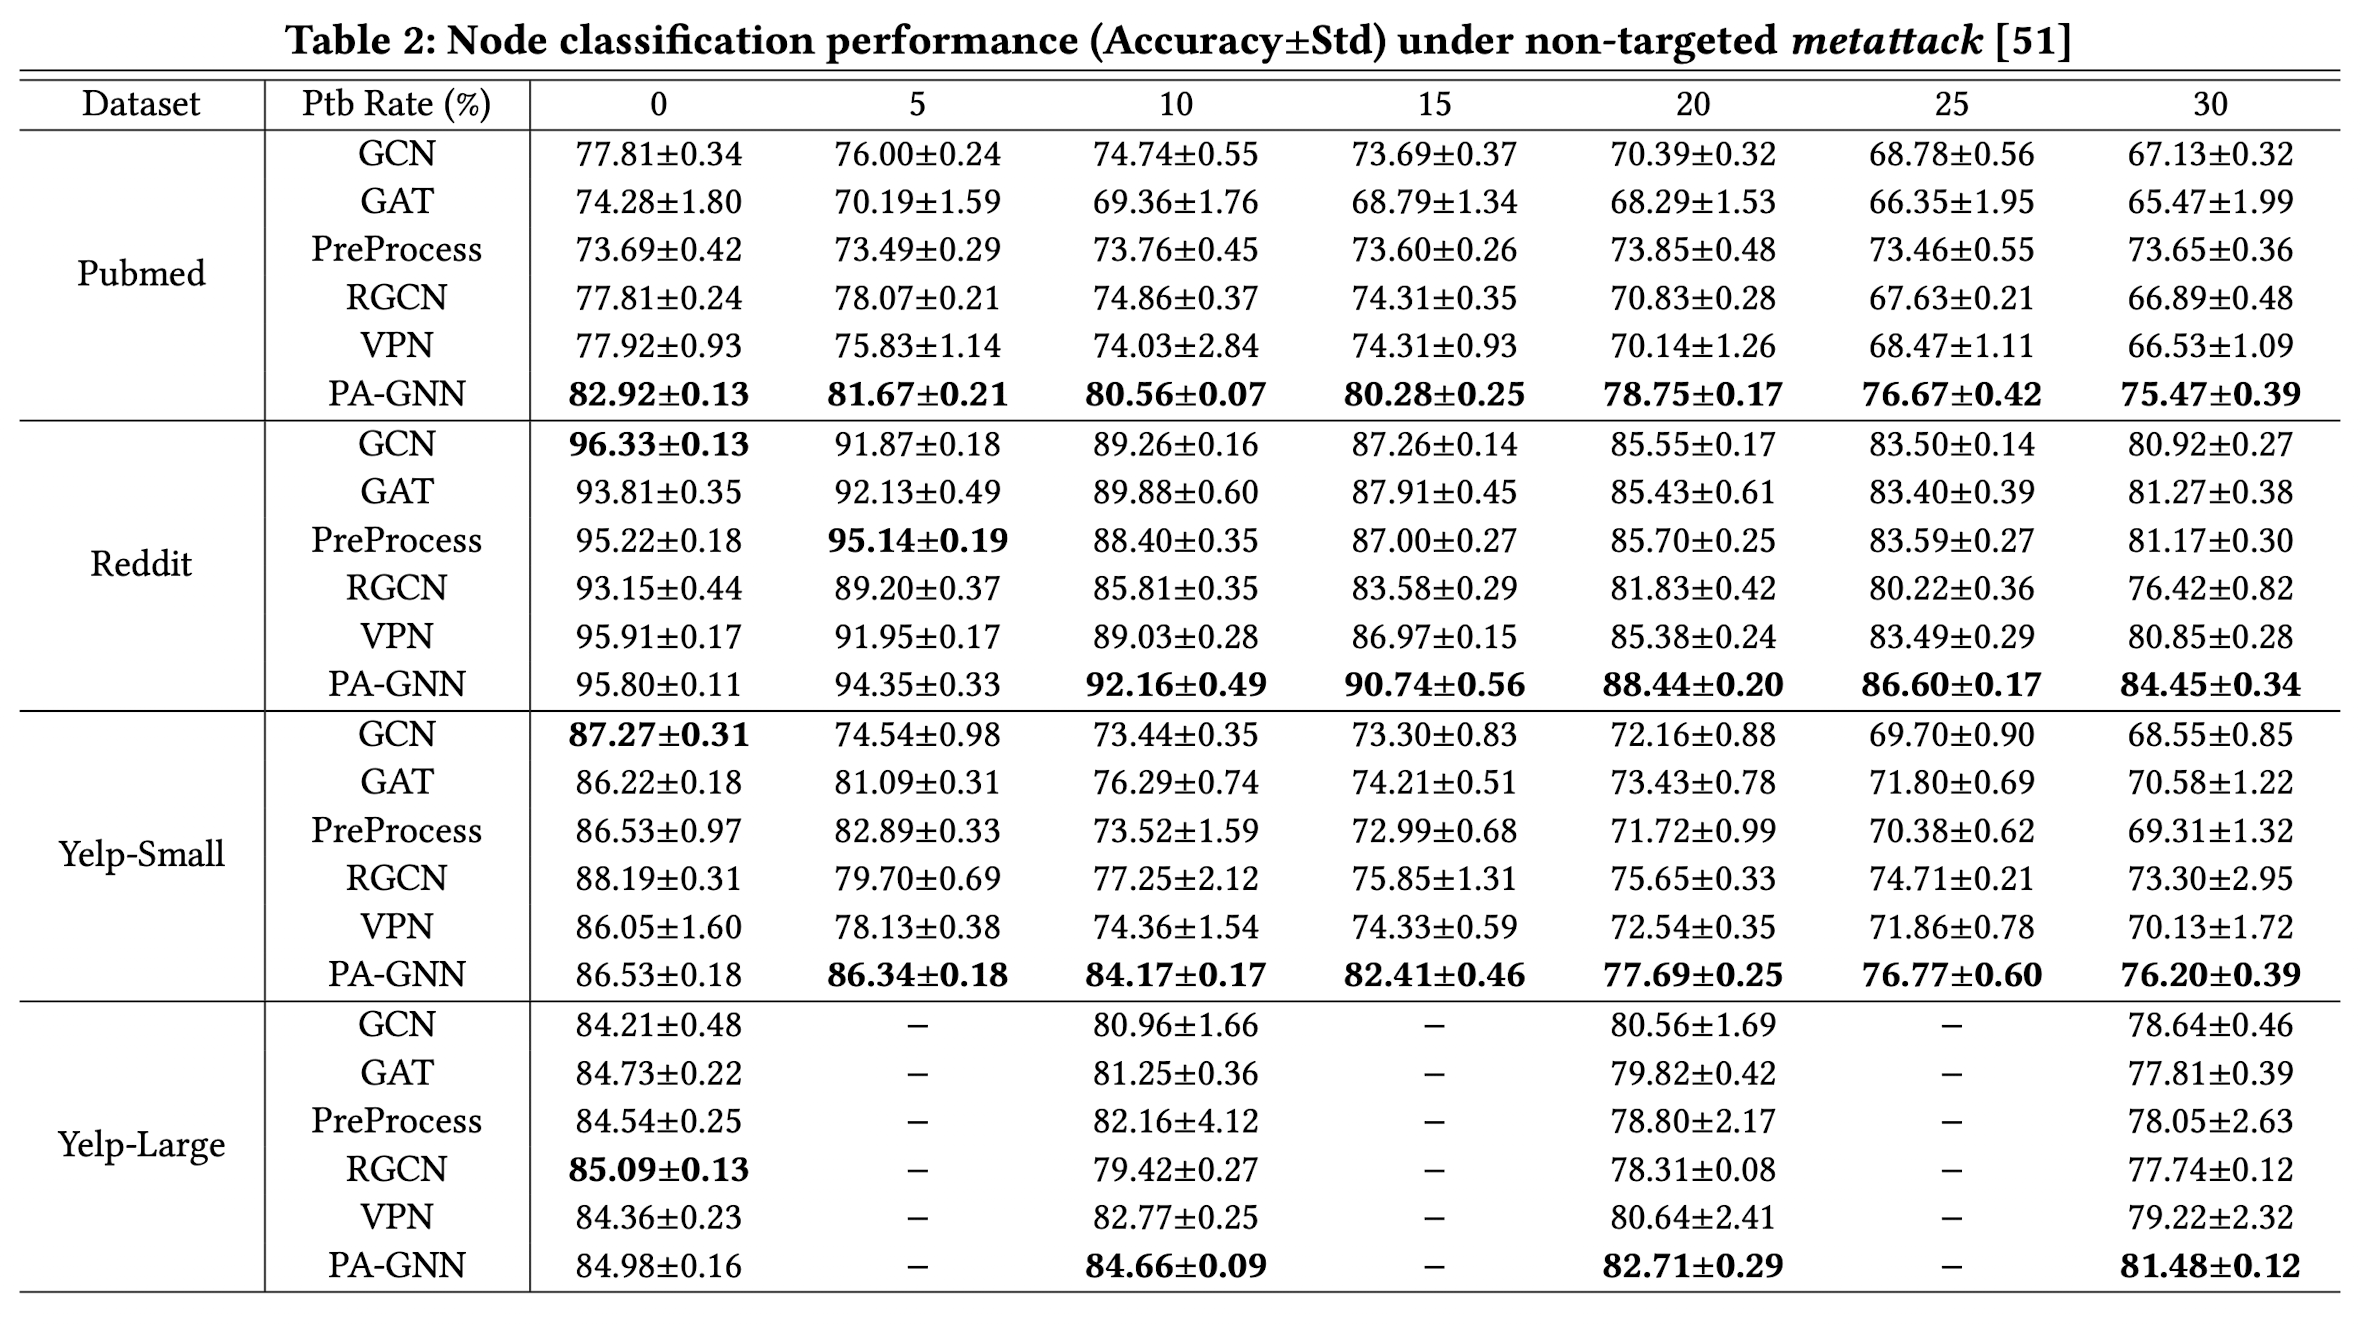 Table 2: Node classification performance (Accuracy±Std) under non-targeted metattack [51]
Dataset Ptb Rate (%) 0 5 10 15 20 25 30
Pubmed
GCN 77.81±0.34 76.00±0.24 74.74±0.55 73.69±0.37 70.39±0.32 68.78±0.56 67.13±0.32
GAT 74.28±1.80 70.19±1.59 69.36±1.76 68.79±1.34 68.29±1.53 66.35±1.95 65.47±1.99
PreProcess 73.69±0.42 73.49±0.29 73.76±0.45 73.60±0.26 73.85±0.48 73.46±0.55 73.65±0.36
RGCN 77.81±0.24 78.07±0.21 74.86±0.37 74.31±0.35 70.83±0.28 67.63±0.21 66.89±0.48
VPN 77.92±0.93 75.83±1.14 74.03±2.84 74.31±0.93 70.14±1.26 68.47±1.11 66.53±1.09
PA-GNN 82.92±0.13 81.67±0.21 80.56±0.07 80.28±0.25 78.75±0.17 76.67±0.42 75.47±0.39
Reddit
GCN 96.33±0.13 91.87±0.18 89.26±0.16 87.26±0.14 85.55±0.17 83.50±0.14 80.92±0.27
GAT 93.81±0.35 92.13±0.49 89.88±0.60 87.91±0.45 85.43±0.61 83.40±0.39 81.27±0.38
PreProcess 95.22±0.18 95.14±0.19 88.40±0.35 87.00±0.27 85.70±0.25 83.59±0.27 81.17±0.30
RGCN 93.15±0.44 89.20±0.37 85.81±0.35 83.58±0.29 81.83±0.42 80.22±0.36 76.42±0.82
VPN 95.91±0.17 91.95±0.17 89.03±0.28 86.97±0.15 85.38±0.24 83.49±0.29 80.85±0.28
PA-GNN 95.80±0.11 94.35±0.33 92.16±0.49 90.74±0.56 88.44±0.20 86.60±0.17 84.45±0.34
Yelp-Small
GCN 87.27±0.31 74.54±0.98 73.44±0.35 73.30±0.83 72.16±0.88 69.70±0.90 68.55±0.85
GAT 86.22±0.18 81.09±0.31 76.29±0.74 74.21±0.51 73.43±0.78 71.80±0.69 70.58±1.22
PreProcess 86.53±0.97 82.89±0.33 73.52±1.59 72.99±0.68 71.72±0.99 70.38±0.62 69.31±1.32
RGCN 88.19±0.31 79.70±0.69 77.25±2.12 75.85±1.31 75.65±0.33 74.71±0.21 73.30±2.95
VPN 86.05±1.60 78.13±0.38 74.36±1.54 74.33±0.59 72.54±0.35 71.86±0.78 70.13±1.72
PA-GNN 86.53±0.18 86.34±0.18 84.17±0.17 82.41±0.46 77.69±0.25 76.77±0.60 76.20±0.39
Yelp-Large
GCN 84.21±0.48 – 80.96±1.66 – 80.56±1.69 – 78.64±0.46
GAT 84.73±0.22 – 81.25±0.36 – 79.82±0.42 – 77.81±0.39
PreProcess 84.54±0.25 – 82.16±4.12 – 78.80±2.17 – 78.05±2.63
RGCN 85.09±0.13 – 79.42±0.27 – 78.31±0.08 – 77.74±0.12
VPN 84.36±0.23 – 82.77±0.25 – 80.64±2.41 – 79.22±2.32
PA-GNN 84.98±0.16 – 84.66±0.09 – 82.71±0.29 – 81.48±0.12